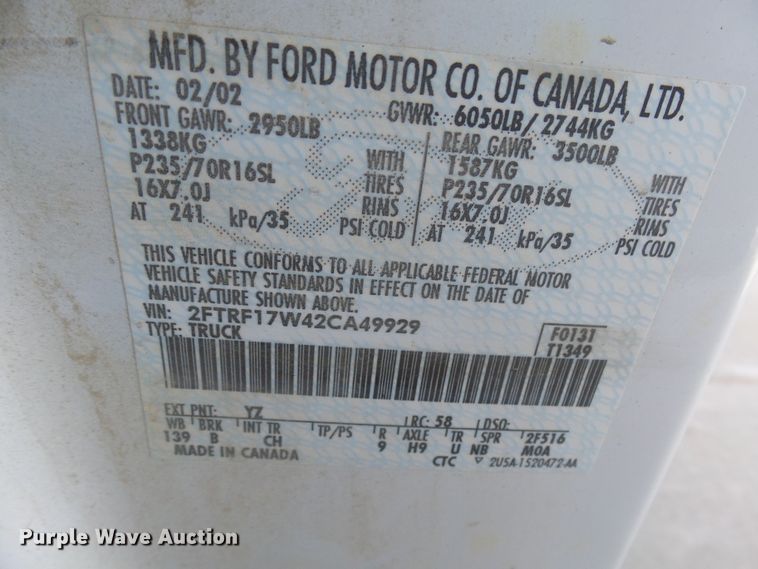 MFD. BY FORD MOTOR CO. OF CANADA, LTD.
DATE: 02/02 GVWR: 6050LB/ 2744KG
FRONT GAWR: 2950LB REAR GAWR: 3500LB
1338KG WITH 1587KG WITH
P235/70R16SL TIRES P235/70R16SL TIRES
16X7.0J RIMS 16X7.0J RIMS
AT 241 kPa/35 PSI COLD AT 241 kPa/35 PSI COLD
THIS VEHICLE CONFORMS TO ALL APPLICABLE FEDERAL MOTOR
VEHICLE SAFETY STANDARDS IN EFFECT ON THE DATE OF
MANUFACTURE SHOWN ABOVE.
VIN: 2FTRF17W42CA49929 F0131
TYPE: TRUCK T1349
EXT PNT: YZ RC: 58 DSO:
WB BRK INT TR TP/PS R AXLE TR SPR 2F516
139 B CH 9 H9 U NB M0A
MADE IN CANADA CTC 2U5A-1520472-AA
Purple Wave Auction